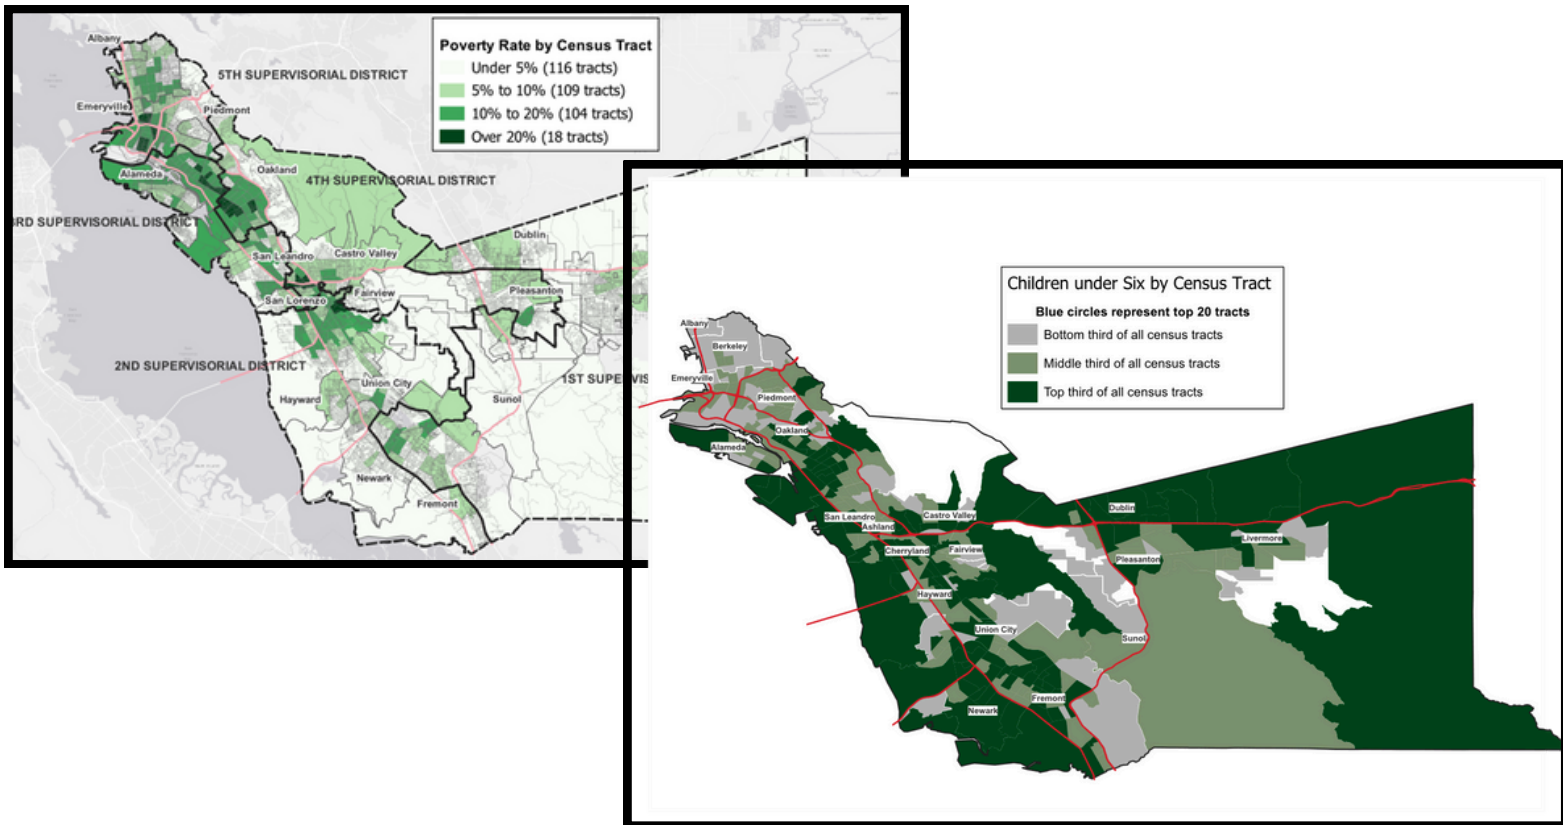 Poverty Rate by Census Tract
Under 5% (116 tracts)
5% to 10% (109 tracts)
10% to 20% (104 tracts)
Over 20% (18 tracts)
Albany
5TH SUPERVISORIAL DISTRICT
Emeryville
Piedmont
Oakland
4TH SUPERVISORIAL DISTRICT
Alameda
3RD SUPERVISORIAL DISTRICT
Dublin
San Leandro
Castro Valley
Fairview
Pleasanton
San Lorenzo
2ND SUPERVISORIAL DISTRICT
1ST SUPERVIS
Union City
Hayward
Sunol
Newark
Fremont
Children under Six by Census Tract
Blue circles represent top 20 tracts
Bottom third of all census tracts
Middle third of all census tracts
Top third of all census tracts
Albany
Berkeley
Emeryville
Piedmont
Oakland
Alameda
San Leandro
Castro Valley
Dublin
Ashland
Livermore
Cherryland
Fairview
Pleasanton
Hayward
Union City
Sunol
Fremont
Newark